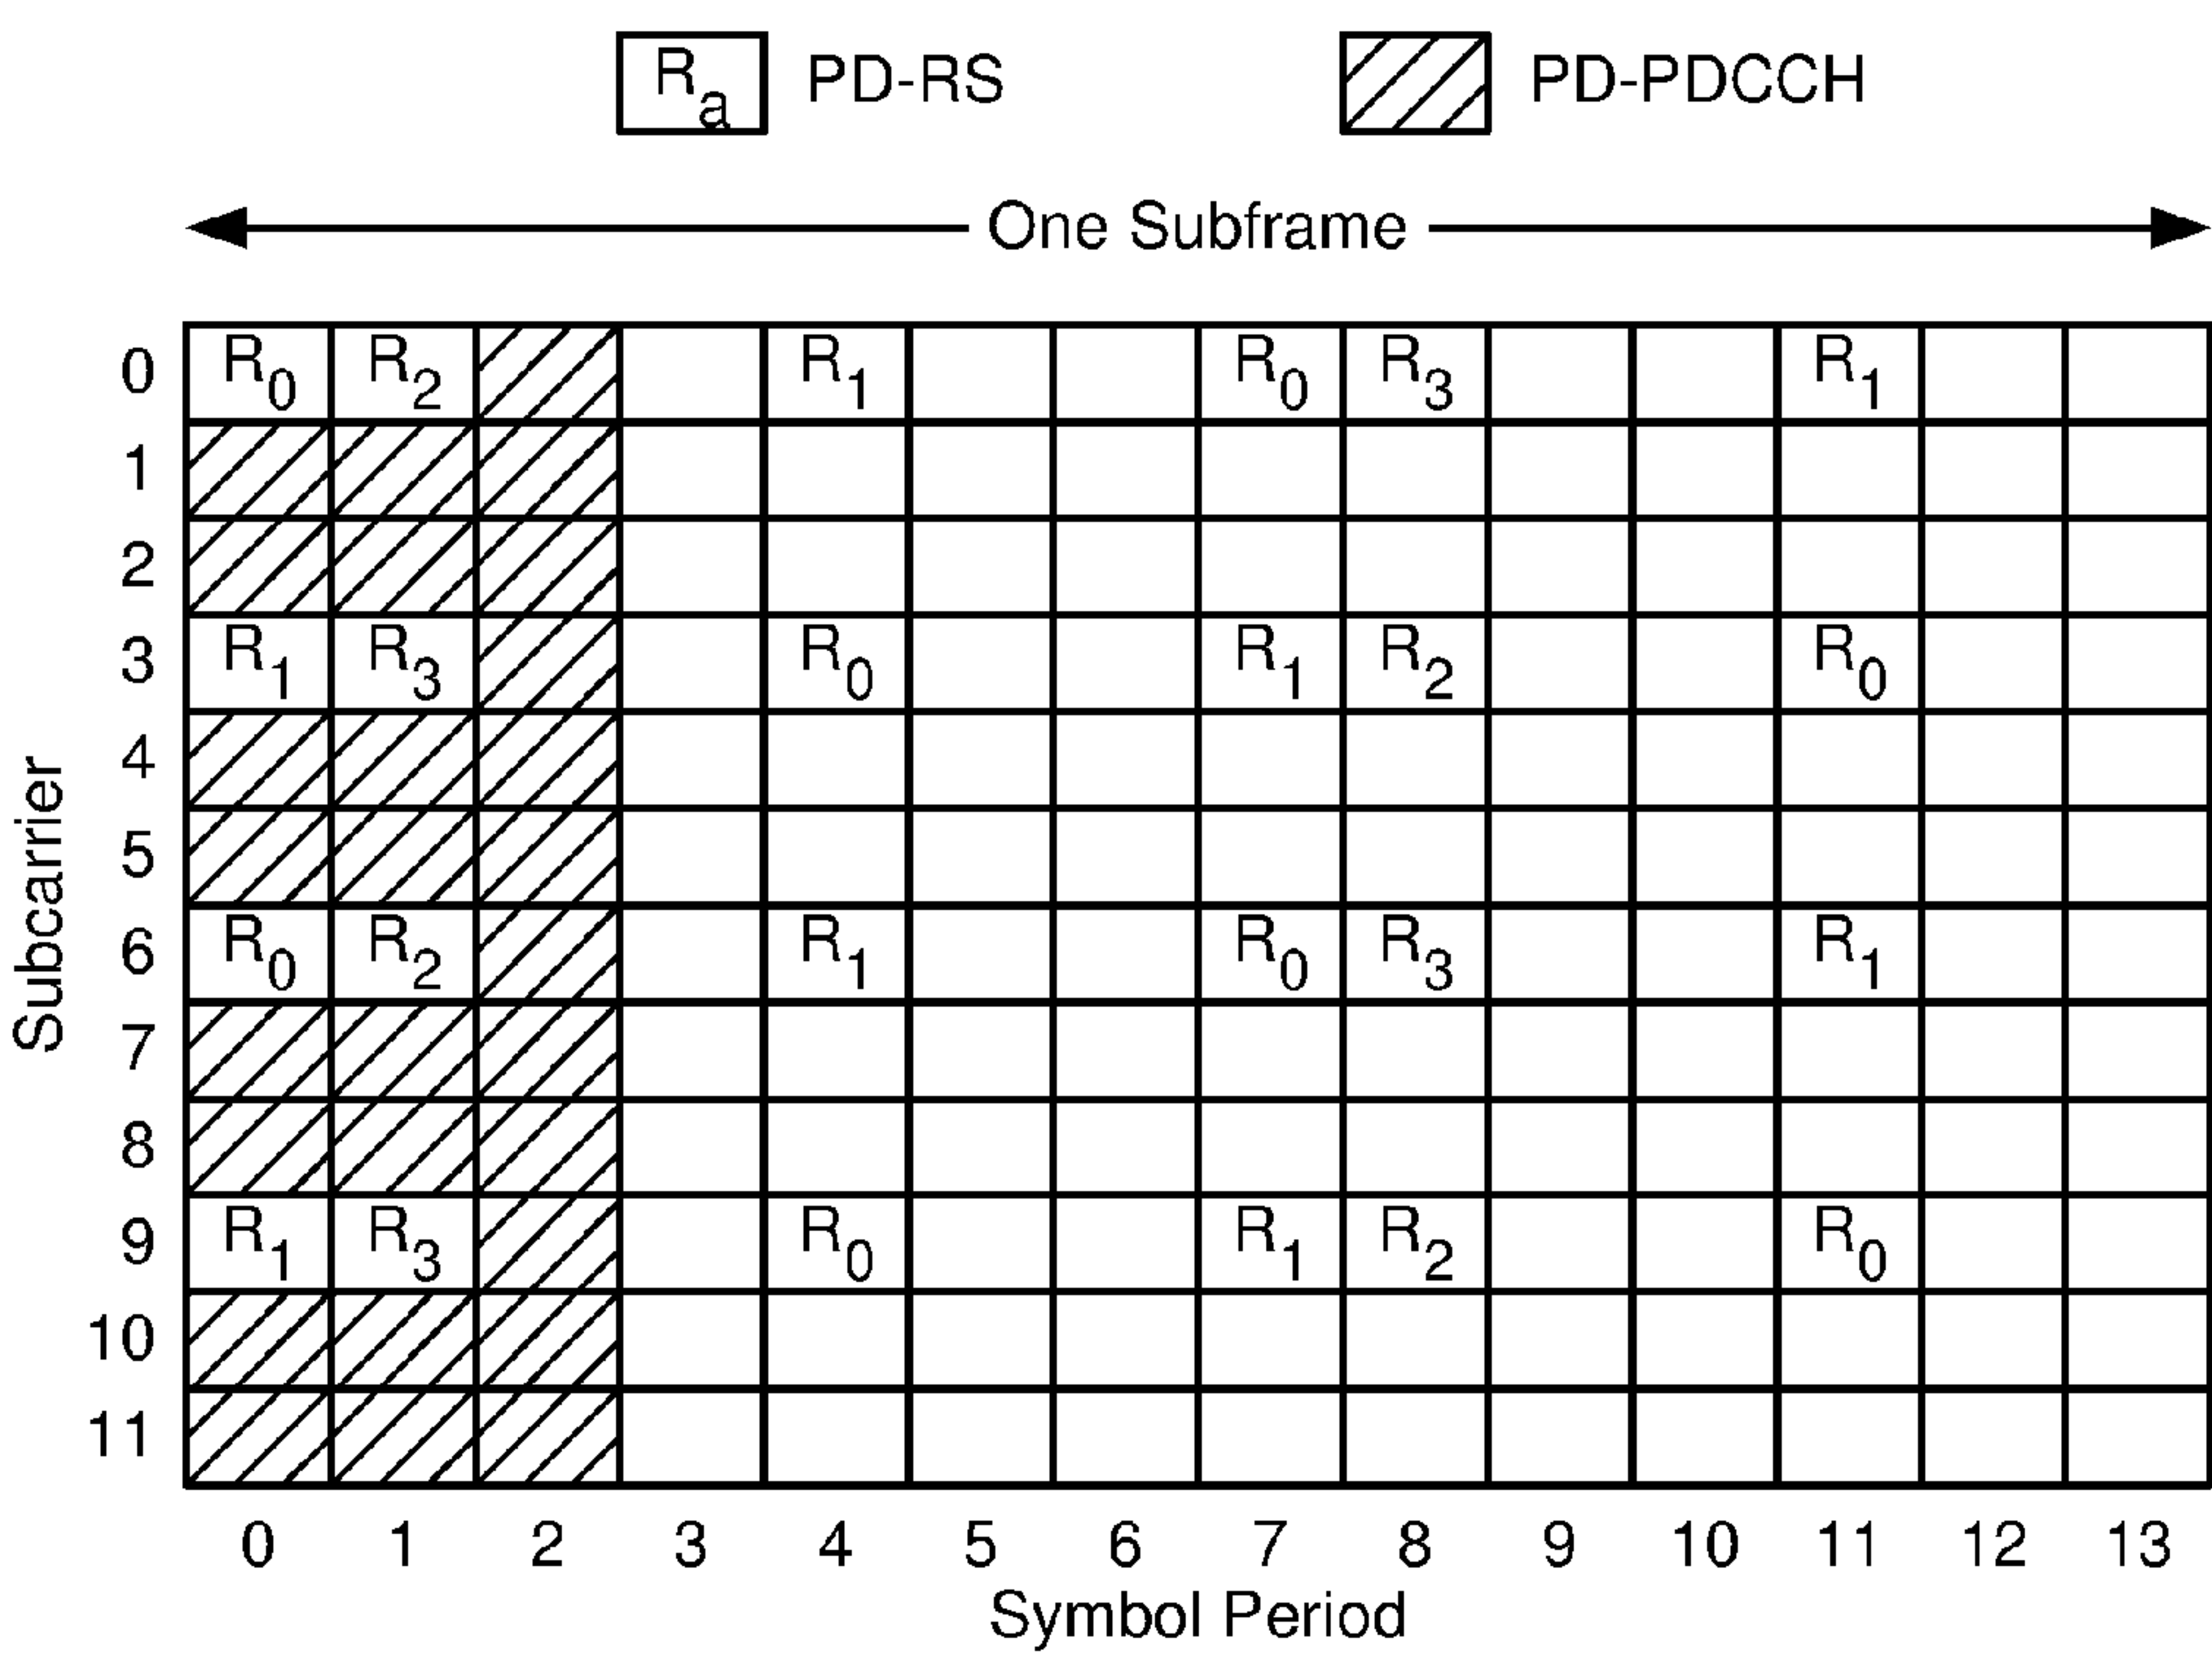 Rₐ PD-RS PD-PDCCH
One Subframe
0 R₀ R₂ R₁ R₀ R₃ R₁
1
2
3 R₁ R₃ R₀ R₁ R₂ R₀
4
5
6 R₀ R₂ R₁ R₀ R₃ R₁
7
8
9 R₁ R₃ R₀ R₁ R₂ R₀
10
11
Subcarrier
0 1 2 3 4 5 6 7 8 9 10 11 12 13
Symbol Period